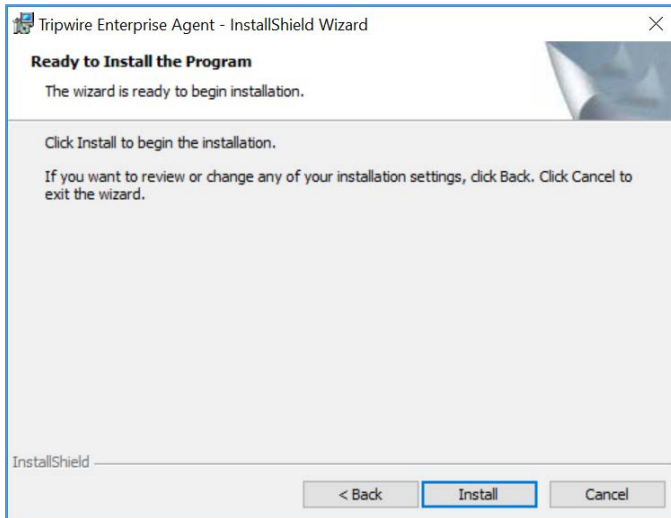 Tripwire Enterprise Agent - InstallShield Wizard
Ready to Install the Program
The wizard is ready to begin installation.
Click Install to begin the installation.
If you want to review or change any of your installation settings, click Back. Click Cancel to
exit the wizard.
InstallShield
< Back
Install
Cancel